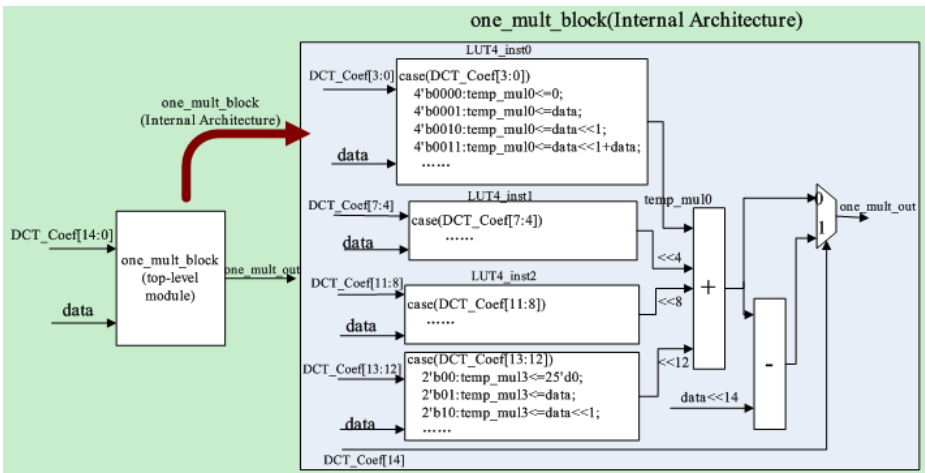 one_mult_block(Internal Architecture)
one_mult_block
(Internal Architecture)
DCT_Coef[14:0]
data
one_mult_block
(top-level
module)
one_mult_out
LUT4_inst0
DCT_Coef[3:0]
data
case(DCT_Coef[3:0])
4'b0000:temp_mul0<=0;
4'b0001:temp_mul0<=data;
4'b0010:temp_mul0<=data<<1;
4'b0011:temp_mul0<=data<<1+data;
......
LUT4_inst1
DCT_Coef[7:4]
data
case(DCT_Coef[7:4])
......
LUT4_inst2
DCT_Coef[11:8]
data
case(DCT_Coef[11:8])
......
DCT_Coef[13:12]
data
case(DCT_Coef[13:12])
2'b00:temp_mul3<=25'd0;
2'b01:temp_mul3<=data;
2'b10:temp_mul3<=data<<1;
......
DCT_Coef[14]
temp_mul0
<<4
<<8
<<12
+
data<<14
-
0
1
one_mult_out